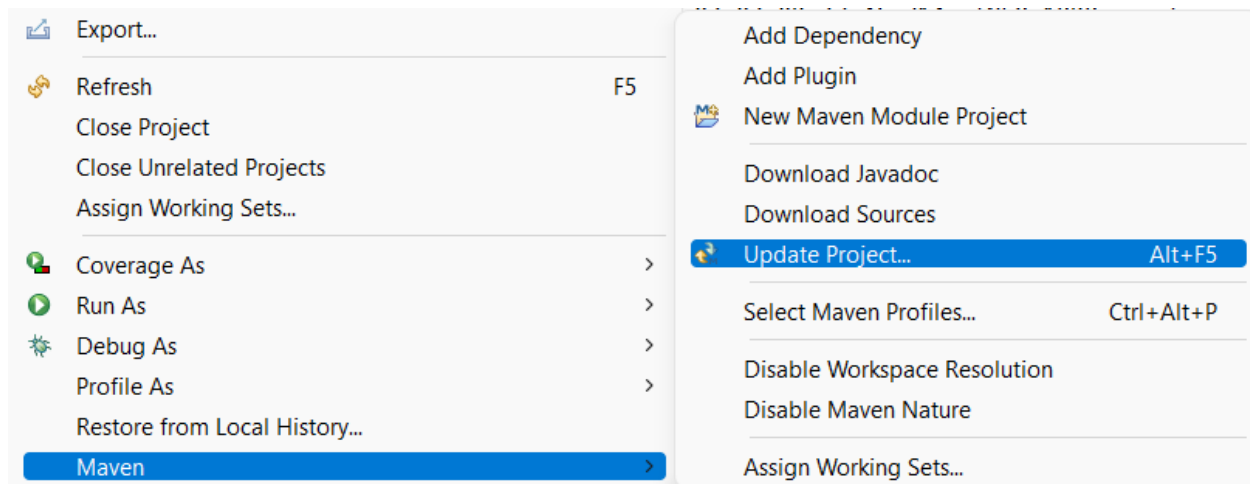 Export...
Refresh F5
Close Project
Close Unrelated Projects
Assign Working Sets...
Coverage As
Run As
Debug As
Profile As
Restore from Local History...
Maven
Add Dependency
Add Plugin
New Maven Module Project
Download Javadoc
Download Sources
Update Project... Alt+F5
Select Maven Profiles... Ctrl+Alt+P
Disable Workspace Resolution
Disable Maven Nature
Assign Working Sets...